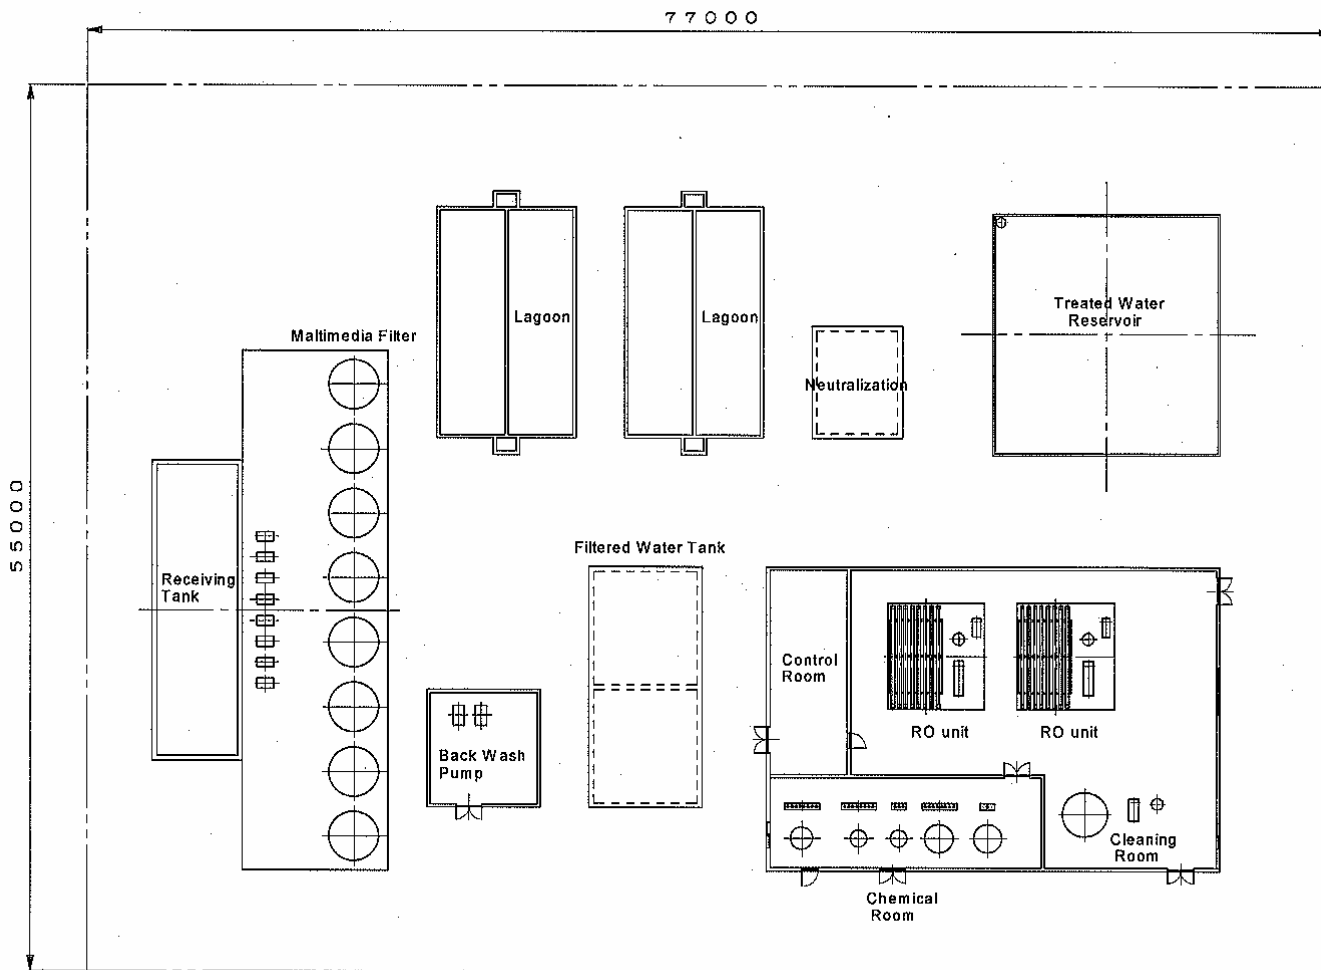 77000
55000
Lagoon
Lagoon
Treated Water
Reservoir
Maltimedia Filter
Neutralization
Filtered Water Tank
Receiving
Tank
Control
Room
RO unit
RO unit
Back Wash
Pump
Cleaning
Room
Chemical
Room